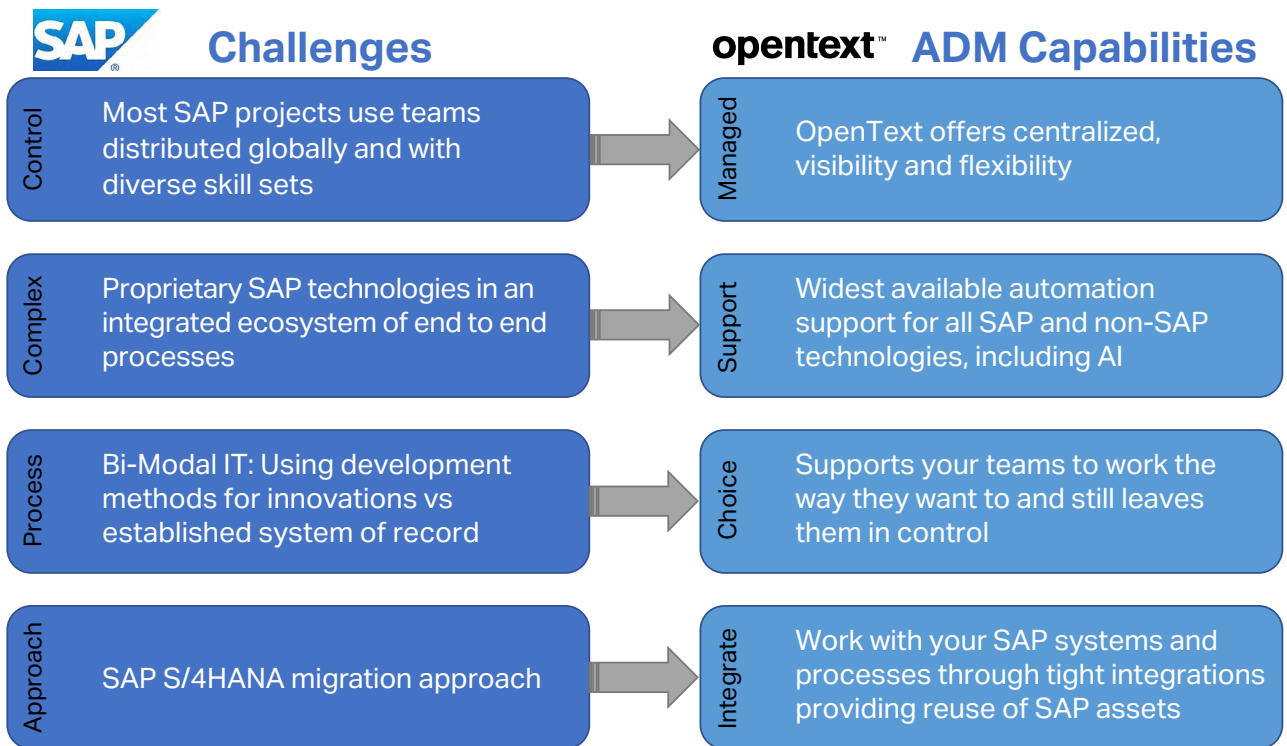 SAP ®
Challenges
opentext™ ADM Capabilities
Control
Most SAP projects use teams
distributed globally and with
diverse skill sets
Managed
OpenText offers centralized,
visibility and flexibility
Complex
Proprietary SAP technologies in an
integrated ecosystem of end to end
processes
Support
Widest available automation
support for all SAP and non-SAP
technologies, including AI
Process
Bi-Modal IT: Using development
methods for innovations vs
established system of record
Choice
Supports your teams to work the
way they want to and still leaves
them in control
Approach
SAP S/4HANA migration approach
Integrate
Work with your SAP systems and
processes through tight integrations
providing reuse of SAP assets